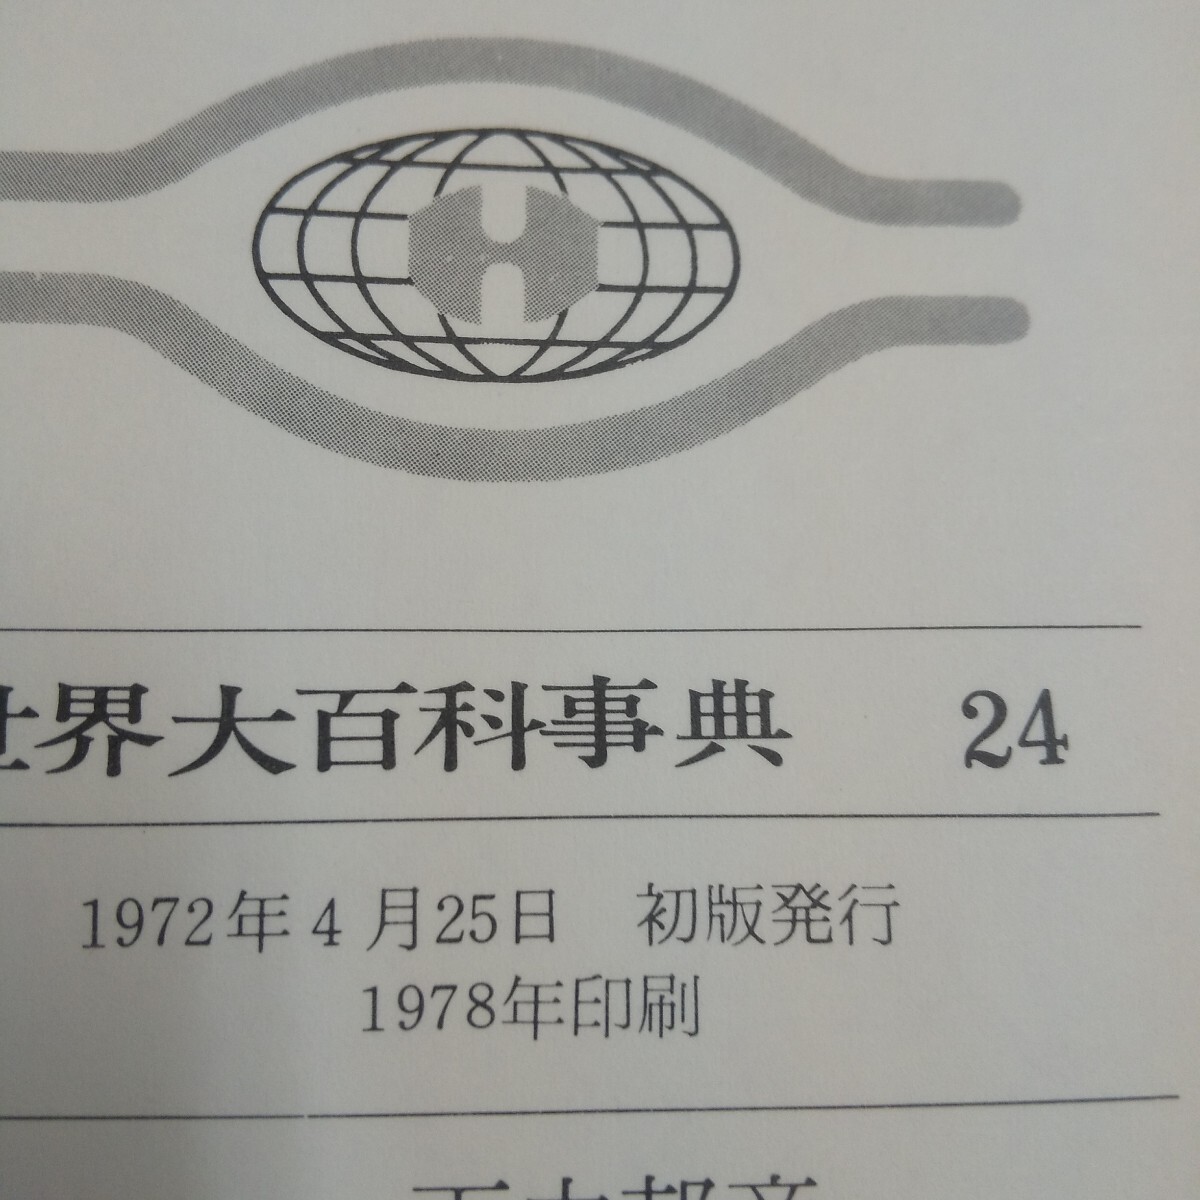 H
世界大百科事典 24
1972年4月25日 初版発行
1978年印刷